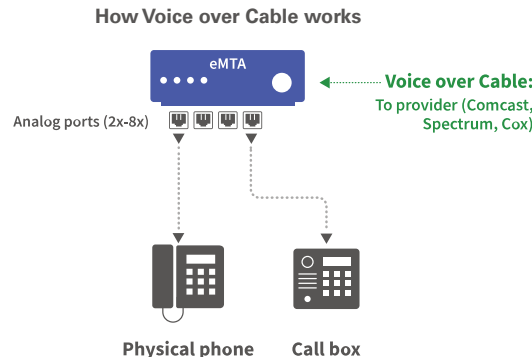 How Voice over Cable works
eMTA
Voice over Cable:
To provider (Comcast,
Spectrum, Cox)
Analog ports (2x-8x)
Physical phone
Call box